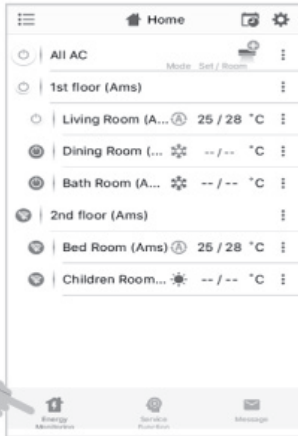 Home
All AC
Mode Set / Room
1st floor (Ams)
Living Room (A... A 25 / 28 °C
Dining Room (... -- / -- °C
Bath Room (A... -- / -- °C
2nd floor (Ams)
Bed Room (Ams) A 25 / 28 °C
Children Room... -- / -- °C
Energy Monitoring
Service Function
Message